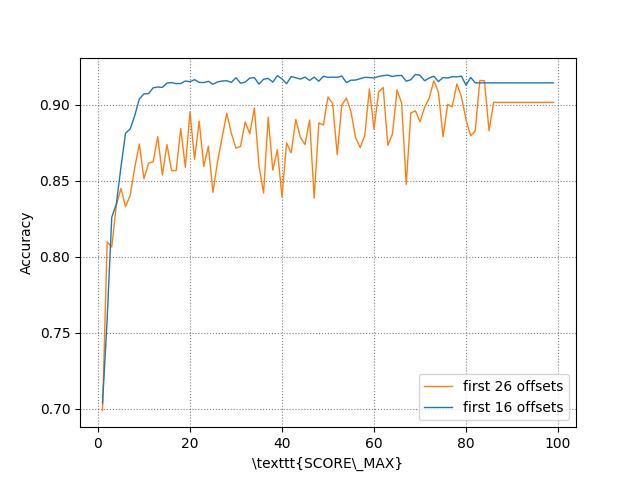 0.90
0.85
0.80
0.75
0.70
Accuracy
first 26 offsets
first 16 offsets
0 20 40 60 80 100
\texttt{SCORE\_MAX}